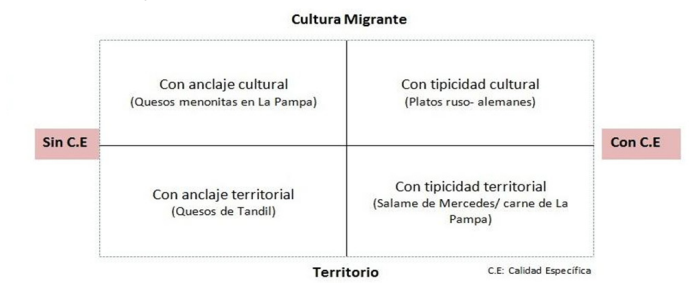 Cultura Migrante
Con anclaje cultural
(Quesos menonitas en La Pampa)
Con tipicidad cultural
(Platos ruso- alemanes)
Sin C.E
Con C.E
Con anclaje territorial
(Quesos de Tandil)
Con tipicidad territorial
(Salame de Mercedes/ carne de La
Pampa)
Territorio
C.E: Calidad Específica